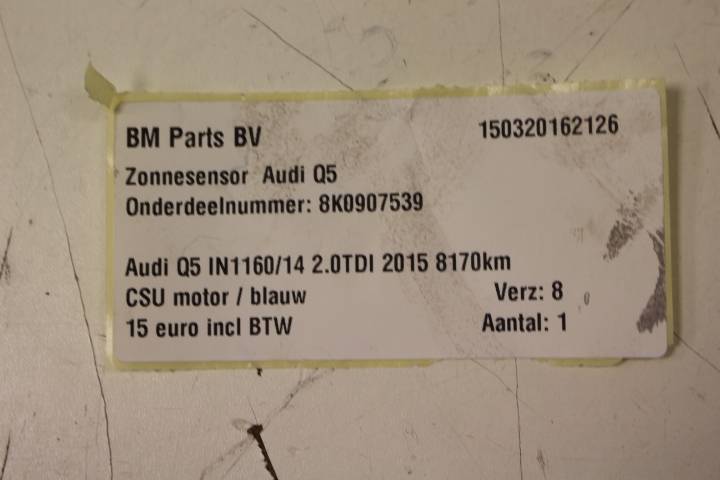 BM Parts BV 150320162126
Zonnesensor Audi Q5
Onderdeelnummer: 8K0907539
Audi Q5 IN1160/14 2.0TDI 2015 8170km
CSU motor / blauw Verz: 8
15 euro incl BTW Aantal: 1